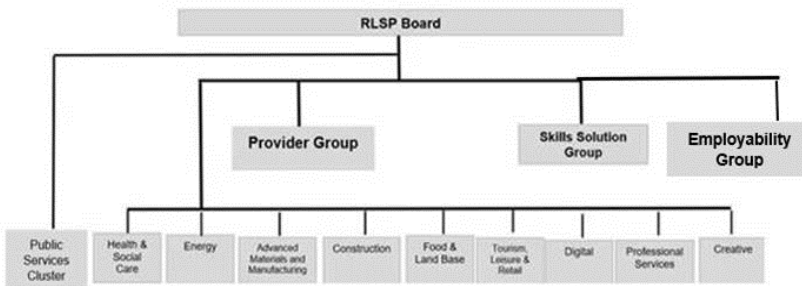 RLSP Board
Provider Group
Skills Solution
Group
Employability
Group
Public
Services
Cluster
Health &
Social
Care
Energy
Advanced
Materials and
Manufacturing
Construction
Food &
Land Base
Tourism,
Leisure &
Retail
Digital
Professional
Services
Creative